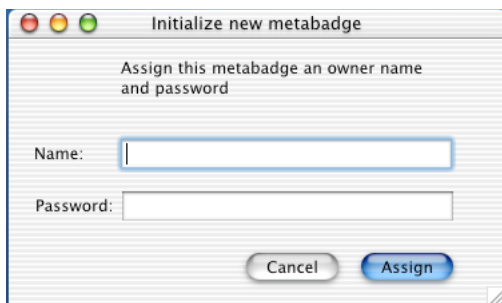 Initialize new metabadge
Assign this metabadge an owner name
and password
Name:
Password:
Cancel Assign